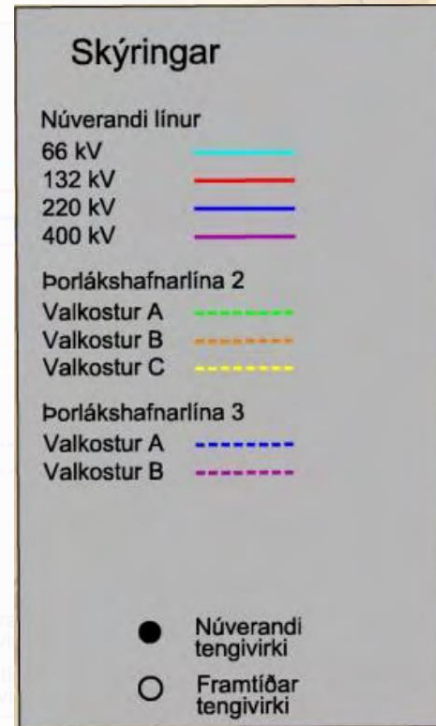 Skýringar
Núverandi línur
66 kV
132 kV
220 kV
400 kV
Þorlákshafnarlína 2
Valkostur A
Valkostur B
Valkostur C
Þorlákshafnarlína 3
Valkostur A
Valkostur B
Núverandi
tengivirki
Framtíðar
tengivirki